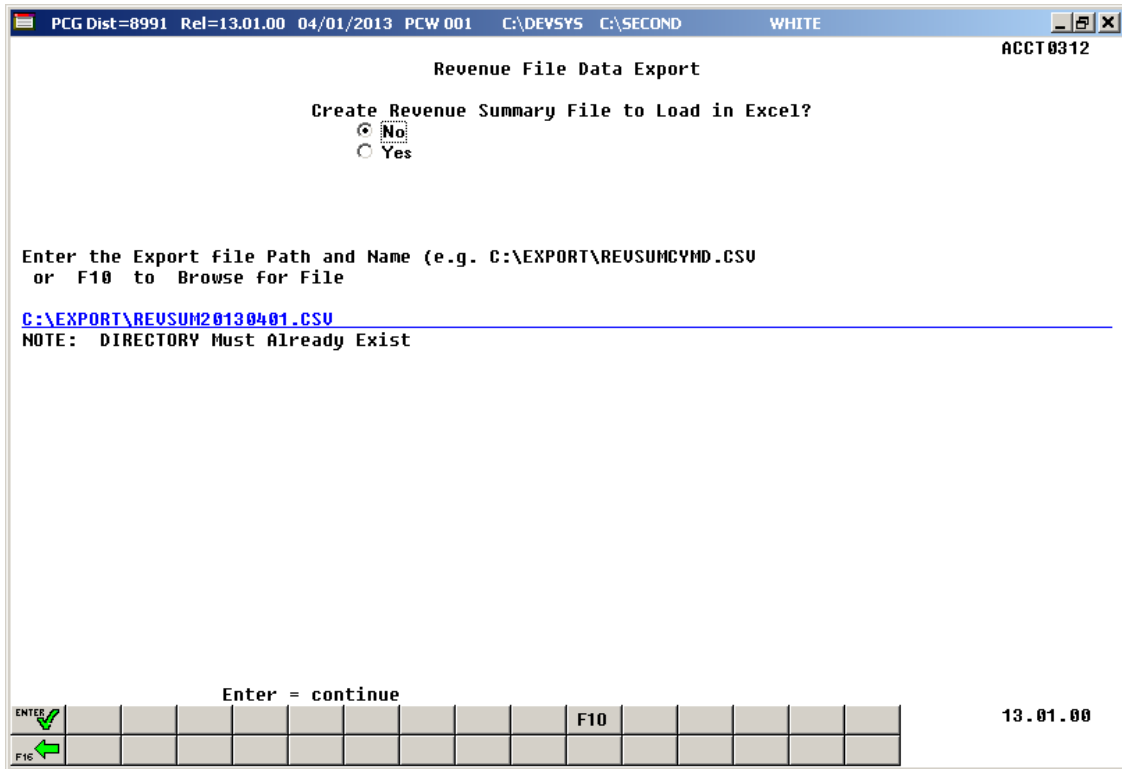 PCG Dist=8991 Rel=13.01.00 04/01/2013 PCW 001 C:\DEVSYS C:\SECOND WHITE
ACCT0312
Revenue File Data Export
Create Revenue Summary File to Load in Excel?
No
Yes
Enter the Export file Path and Name (e.g. C:\EXPORT\REVSUMCYMD.CSV
or F10 to Browse for File
C:\EXPORT\REVSUM20130401.CSV
NOTE: DIRECTORY Must Already Exist
Enter = continue
ENTER F10 13.01.00
F16